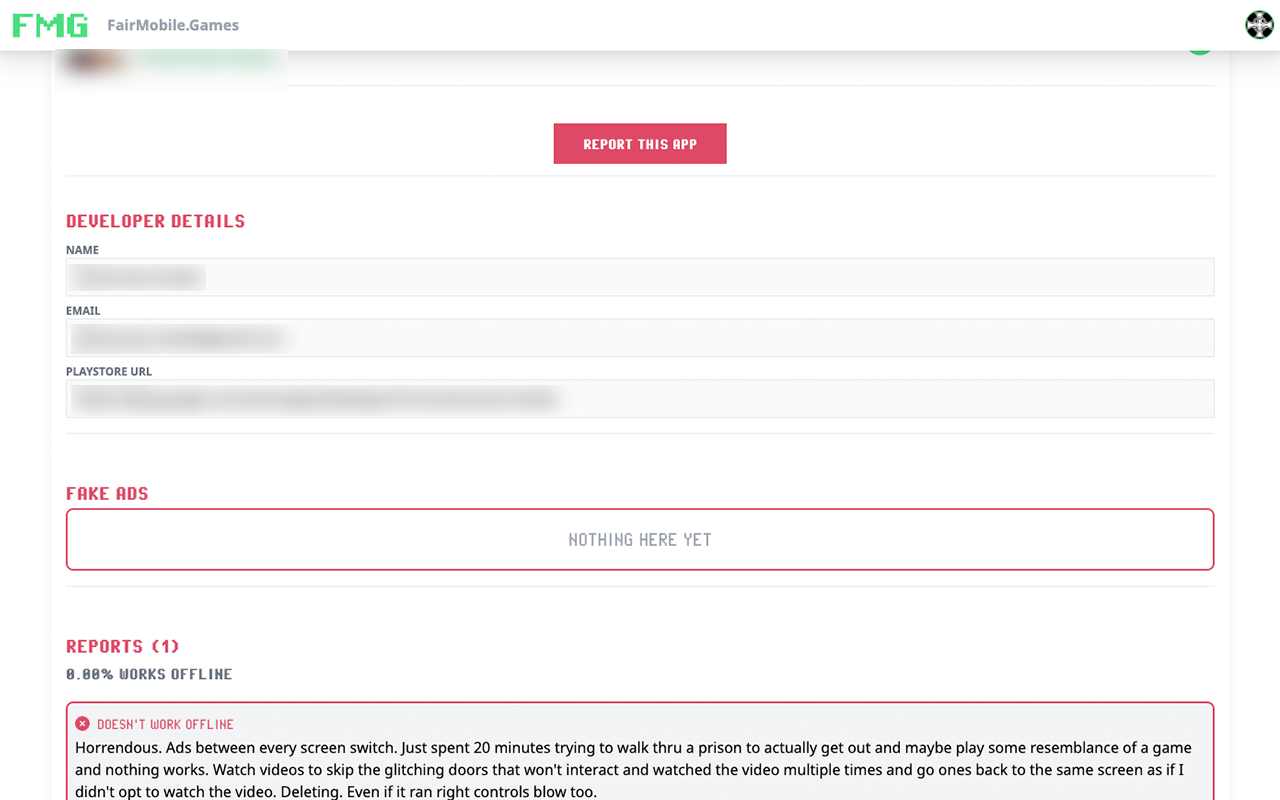 FMG FairMobile.Games
REPORT THIS APP
DEVELOPER DETAILS
NAME
EMAIL
PLAYSTORE URL
FAKE ADS
NOTHING HERE YET
REPORTS (1)
0.00% WORKS OFFLINE
DOESN'T WORK OFFLINE
Horrendous. Ads between every screen switch. Just spent 20 minutes trying to walk thru a prison to actually get out and maybe play some resemblance of a game
and nothing works. Watch videos to skip the glitching doors that won't interact and watched the video multiple times and go ones back to the same screen as if I
didn't opt to watch the video. Deleting. Even if it ran right controls blow too.